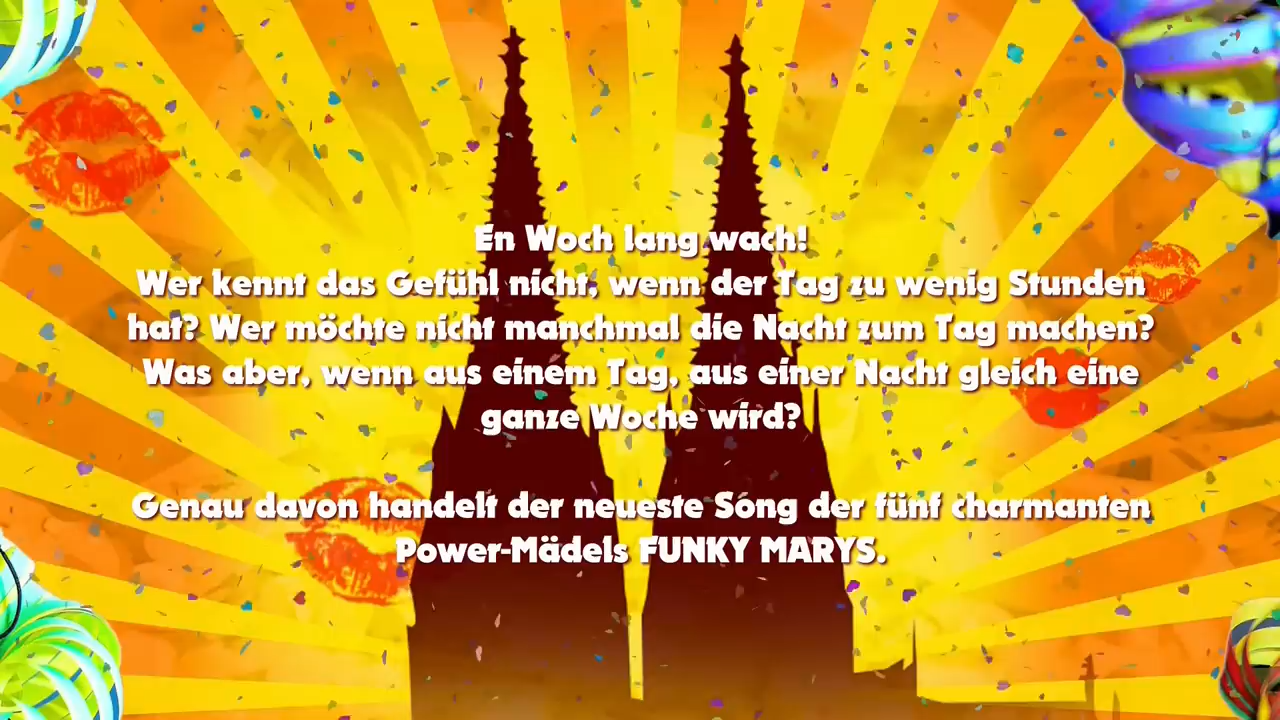 En Woch lang wach!
Wer kennt das Gefühl nicht, wenn der Tag zu wenig Stunden
hat? Wer möchte nicht manchmal die Nacht zum Tag machen?
Was aber, wenn aus einem Tag, aus einer Nacht gleich eine
ganze Woche wird?
Genau davon handelt der neueste Song der fünf charmanten
Power-Mädels FUNKY MARYS.